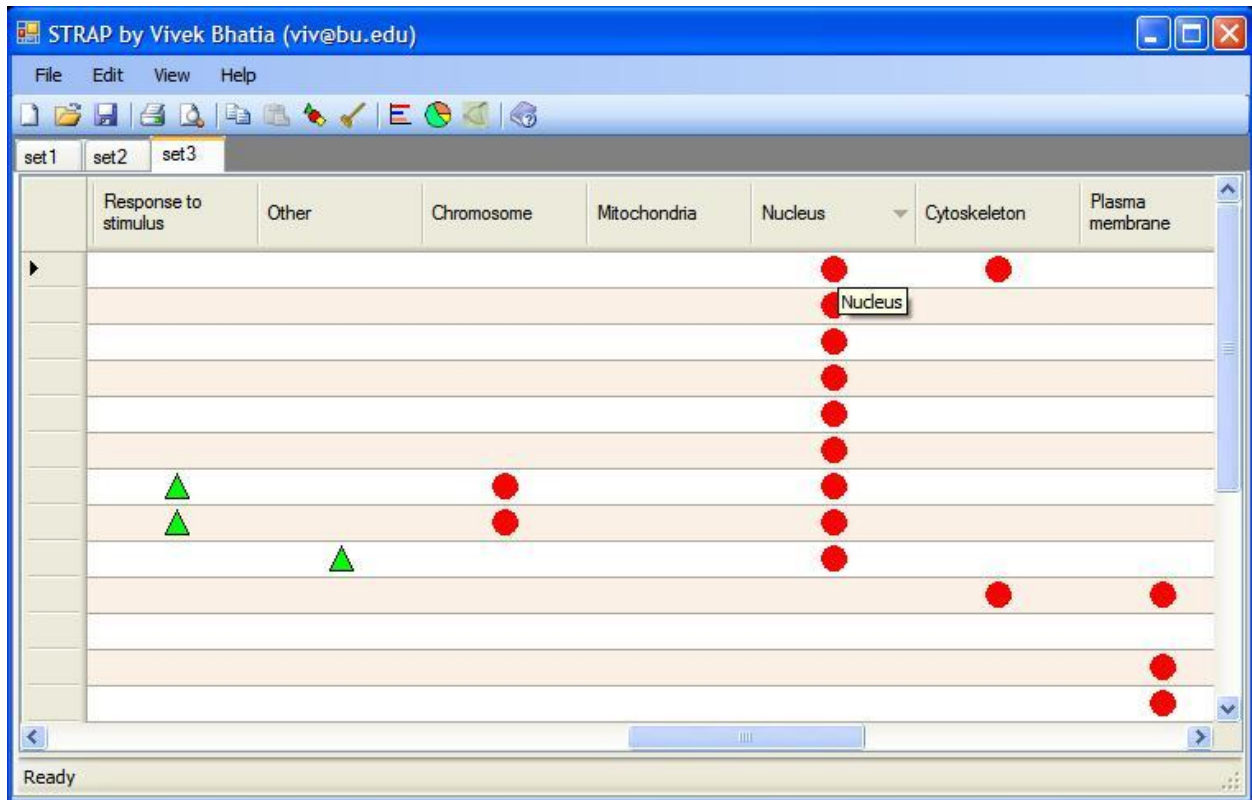 STRAP by Vivek Bhatia (viv@bu.edu)
File Edit View Help
set1 set2 set3
Response to stimulus Other Chromosome Mitochondria Nucleus Cytoskeleton Plasma membrane
Nucleus
Ready